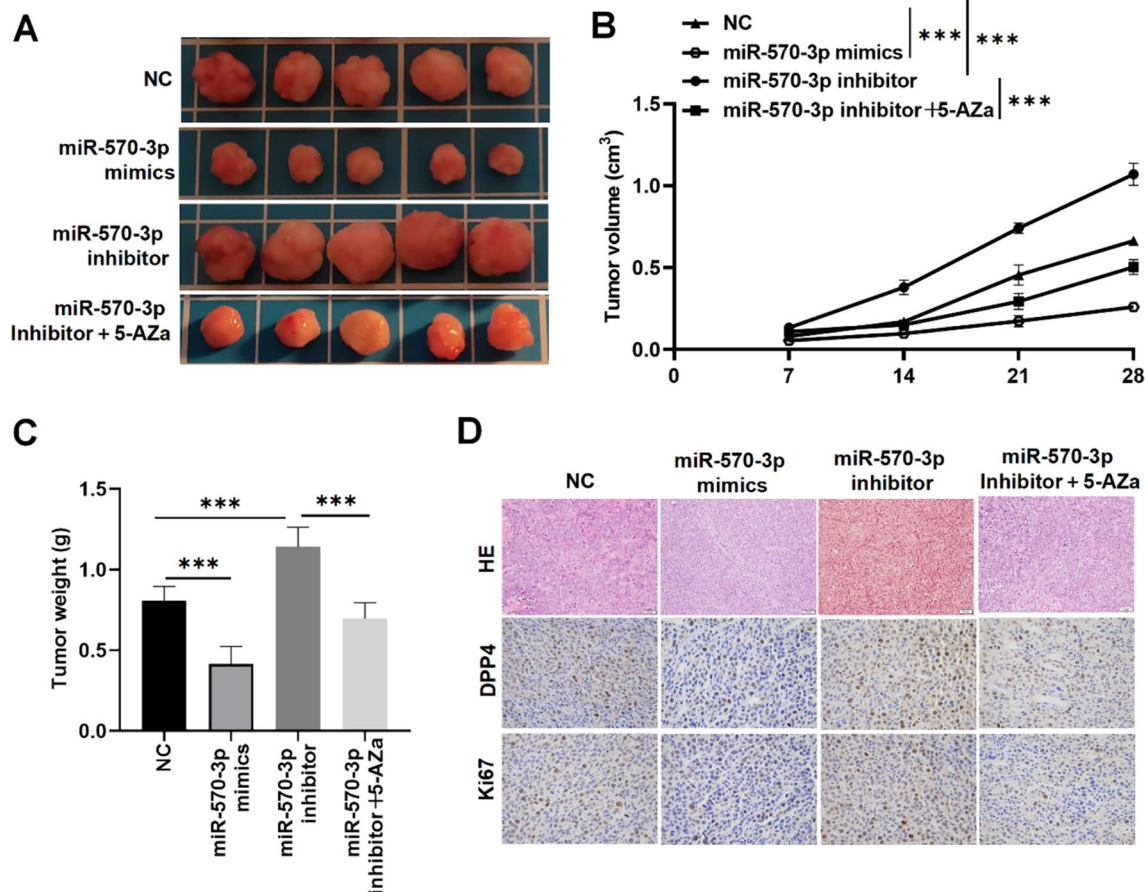 A
NC
miR-570-3p
mimics
miR-570-3p
inhibitor
miR-570-3p
Inhibitor + 5-AZa
B
NC
miR-570-3p mimics
miR-570-3p inhibitor
miR-570-3p inhibitor +5-AZa
*** ***
***
Tumor volume (cm³)
1.5
1.0
0.5
0.0
0 7 14 21 28
C
Tumor weight (g)
1.5
1.0
0.5
0.0
***
***
***
NC
miR-570-3p
mimics
miR-570-3p
inhibitor
miR-570-3p
inhibitor +5-AZa
D
NC
miR-570-3p
mimics
miR-570-3p
inhibitor
miR-570-3p
Inhibitor + 5-AZa
HE
DPP4
Ki67